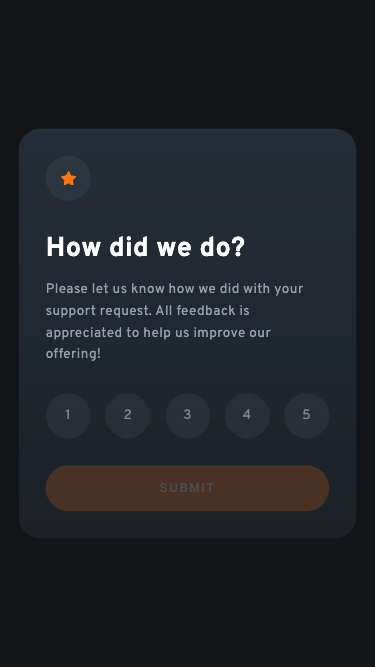 How did we do?
Please let us know how we did with your
support request. All feedback is
appreciated to help us improve our
offering!
1 2 3 4 5
SUBMIT